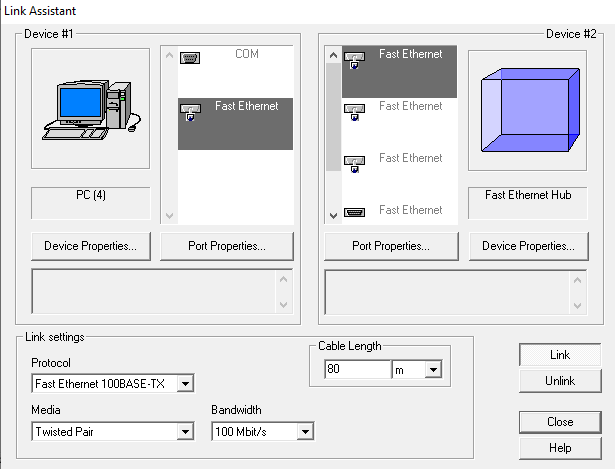 Link Assistant
Device #1
Device #2
COM
Fast Ethernet
Fast Ethernet
Fast Ethernet
Fast Ethernet
Fast Ethernet
PC (4)
Fast Ethernet Hub
Device Properties...
Port Properties...
Port Properties...
Device Properties...
Link settings
Cable Length
80
m
Protocol
Fast Ethernet 100BASE-TX
Media
Bandwidth
Twisted Pair
100 Mbit/s
Link
Unlink
Close
Help